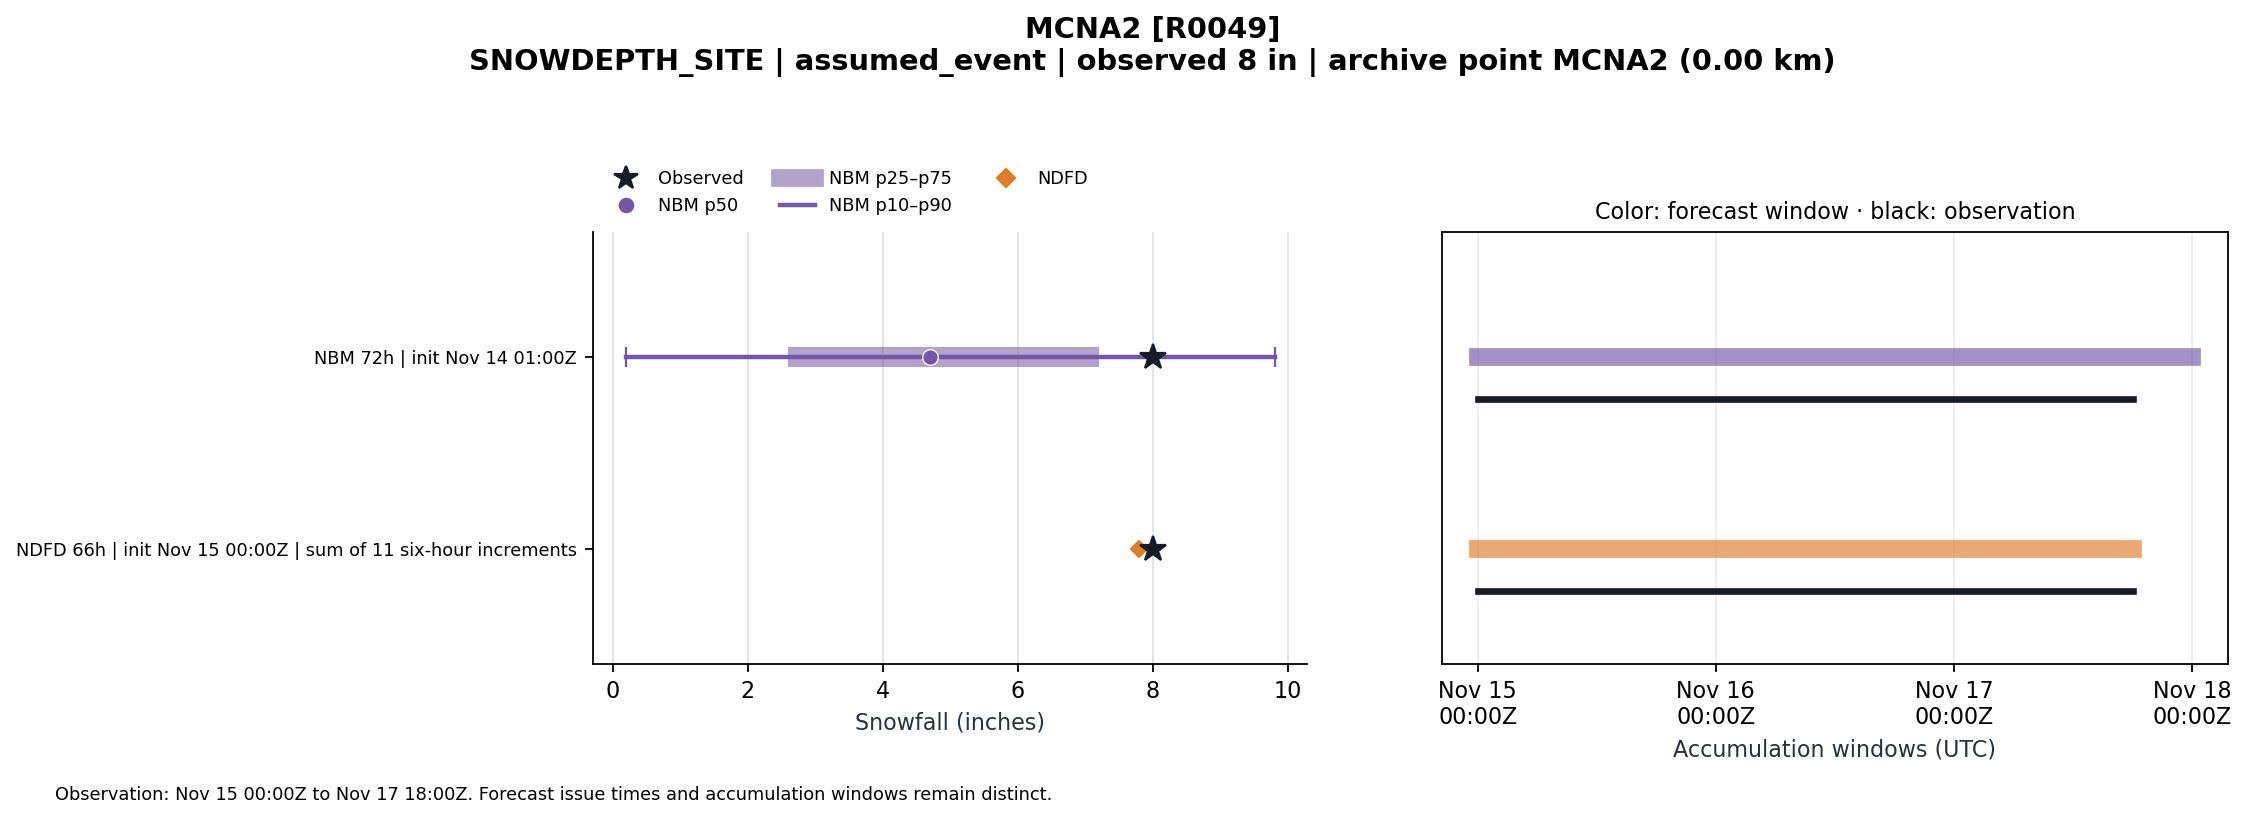 MCNA2 [R0049]
SNOWDEPTH_SITE | assumed_event | observed 8 in | archive point MCNA2 (0.00 km)
Observed
NBM p50
NBM p25–p75
NBM p10–p90
NDFD
Color: forecast window · black: observation
NBM 72h | init Nov 14 01:00Z
NDFD 66h | init Nov 15 00:00Z | sum of 11 six-hour increments
0 2 4 6 8 10
Snowfall (inches)
Nov 15 Nov 16 Nov 17 Nov 18
00:00Z 00:00Z 00:00Z 00:00Z
Accumulation windows (UTC)
Observation: Nov 15 00:00Z to Nov 17 18:00Z. Forecast issue times and accumulation windows remain distinct.